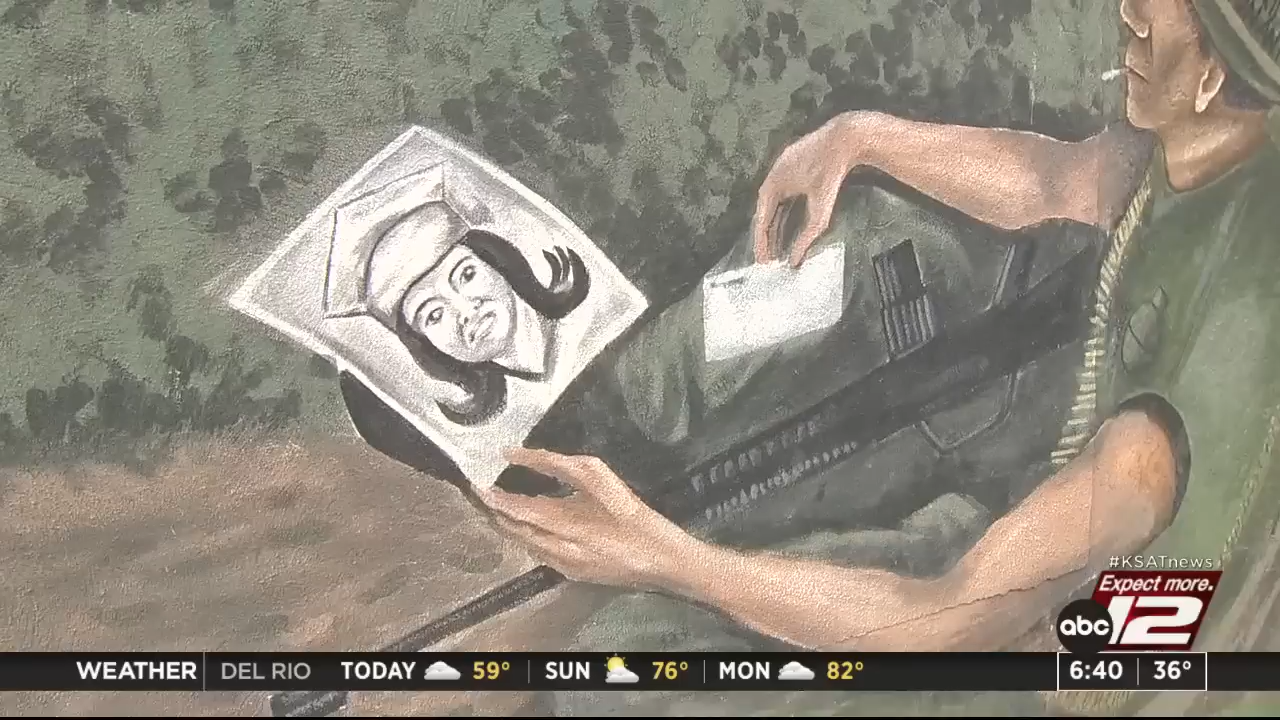 #KSATnews
Expect more.
abc 12
WEATHER DEL RIO TODAY 59° SUN 76° MON 82° 6:40 36°